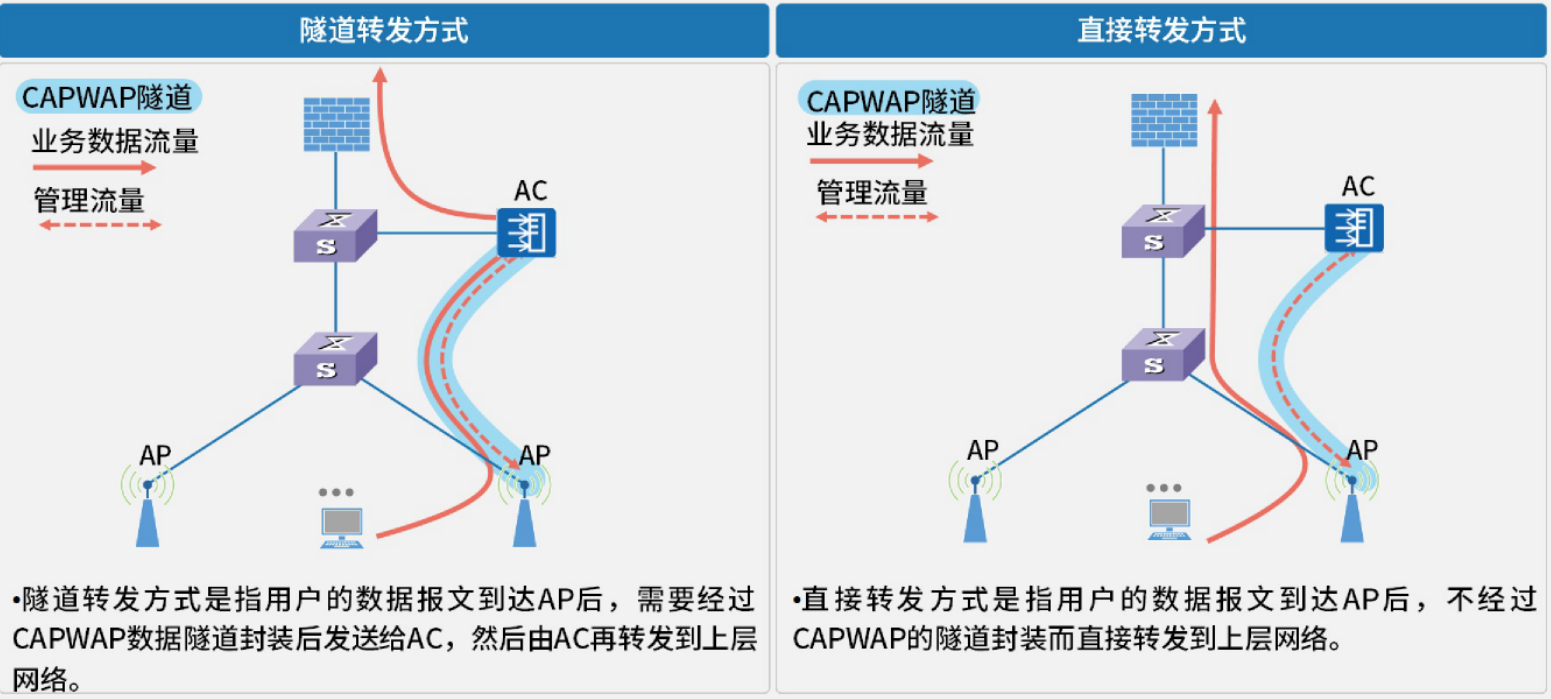 隧道转发方式
CAPWAP隧道
业务数据流量
管理流量
AC
S
S
AP
AP
•隧道转发方式是指用户的数据报文到达AP后，需要经过
CAPWAP数据隧道封装后发送给AC，然后由AC再转发到上层
网络。
直接转发方式
CAPWAP隧道
业务数据流量
管理流量
AC
S
S
AP
AP
•直接转发方式是指用户的数据报文到达AP后，不经过
CAPWAP的隧道封装而直接转发到上层网络。